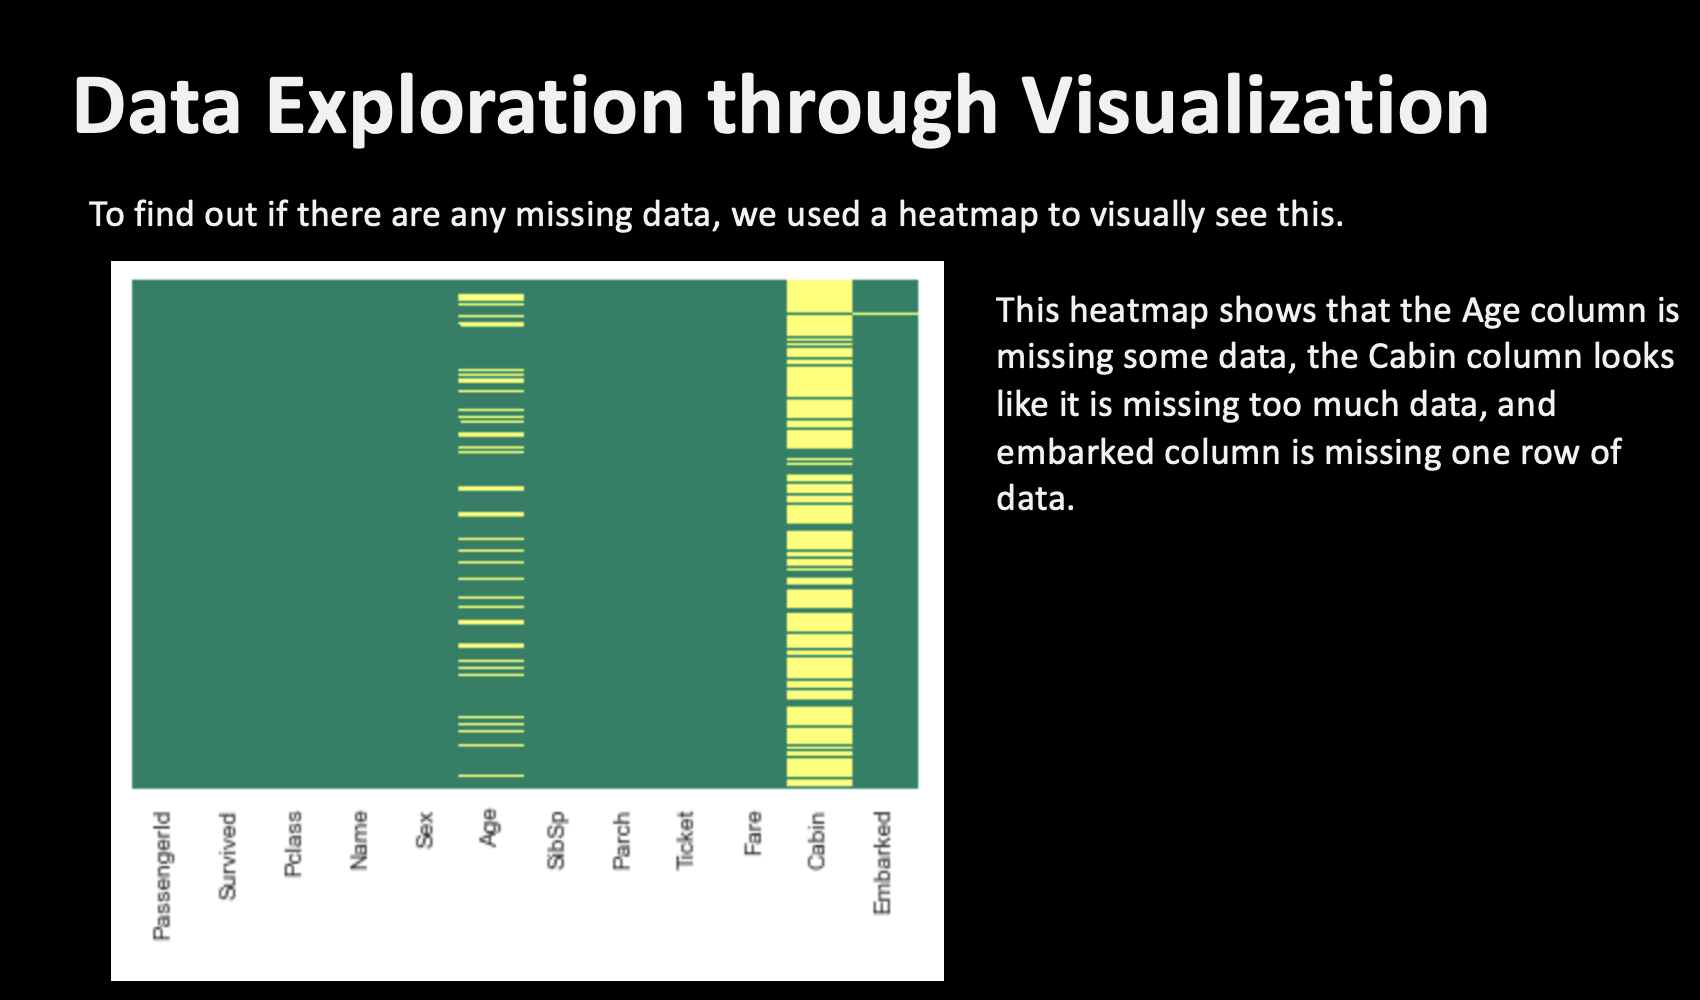 Data Exploration through Visualization
To find out if there are any missing data, we used a heatmap to visually see this.
This heatmap shows that the Age column is
missing some data, the Cabin column looks
like it is missing too much data, and
embarked column is missing one row of
data.
PassengerId
Survived
Pclass
Name
Sex
Age
SibSp
Parch
Ticket
Fare
Cabin
Embarked